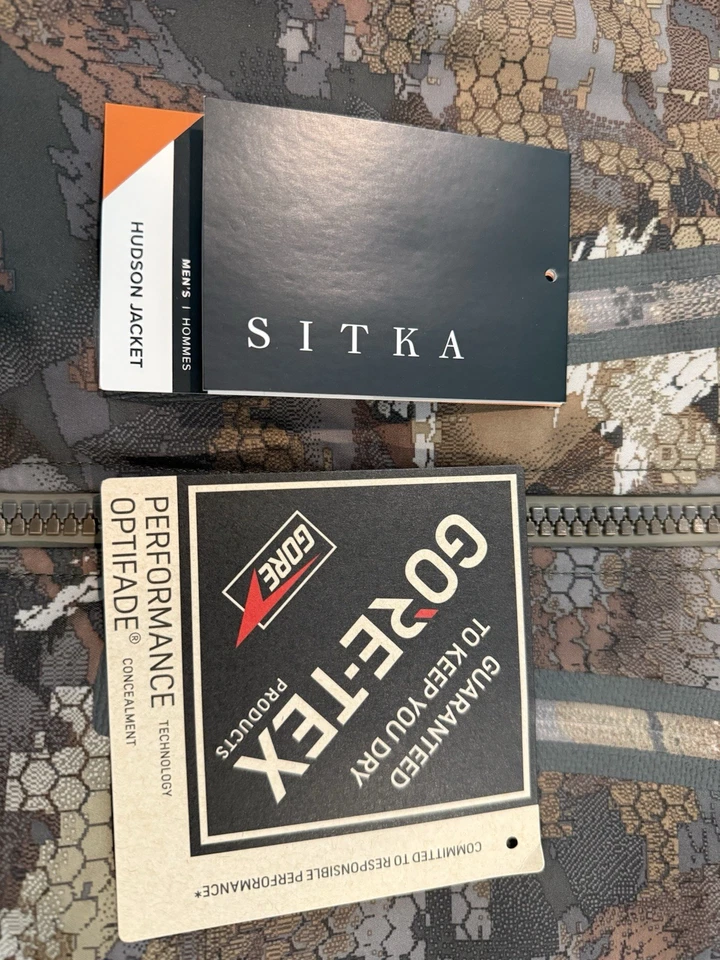 SITKA
MEN'S | HOMMES
HUDSON JACKET
GUARANTEED
TO KEEP YOU DRY
GORE-TEX
PRODUCTS
GORE
COMMITTED TO RESPONSIBLE PERFORMANCE*
PERFORMANCE TECHNOLOGY
OPTIFADE® CONCEALMENT